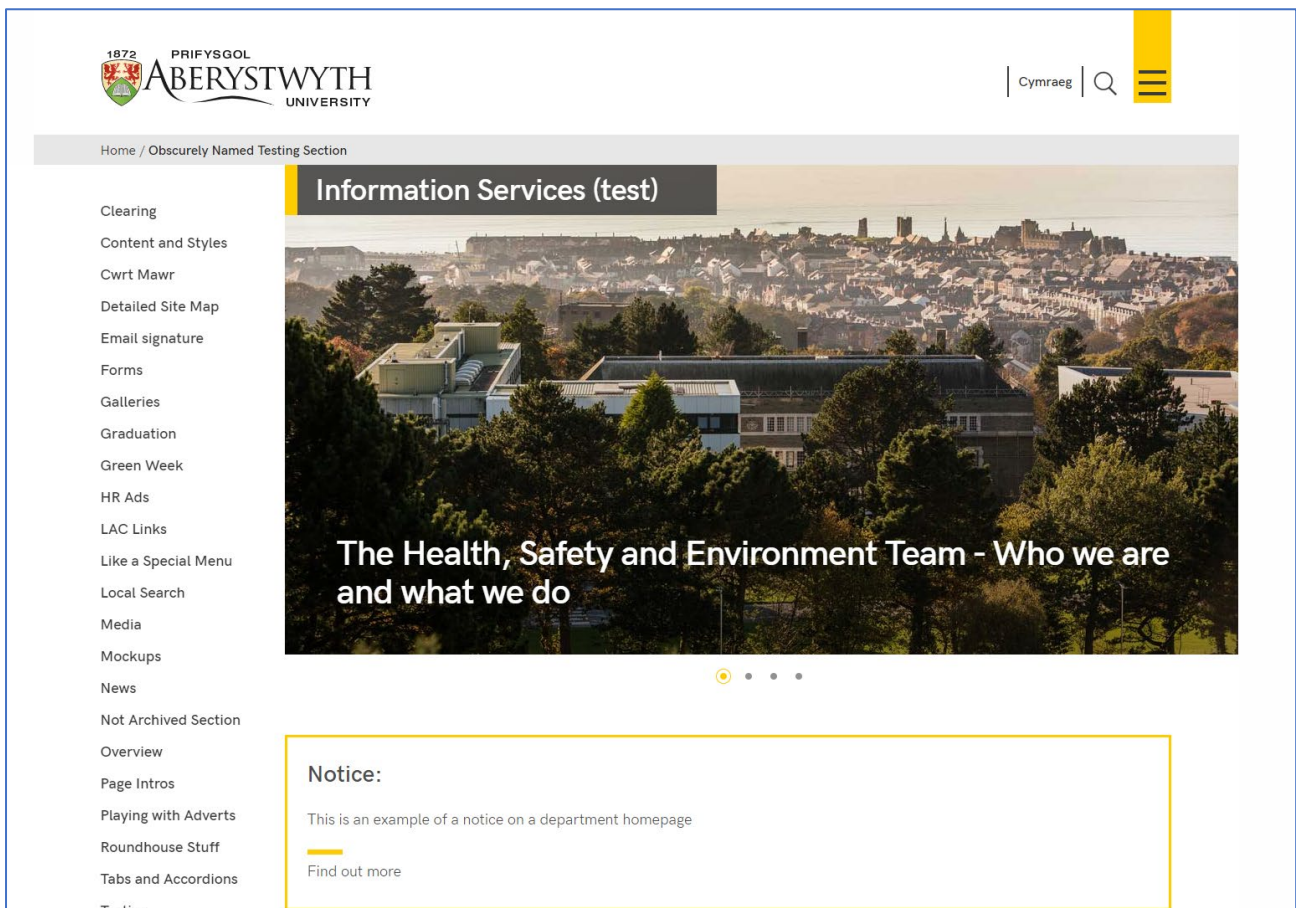 1872 PRIFYSGOL
ABERYSTWYTH
UNIVERSITY
Cymraeg
Home / Obscurely Named Testing Section
Information Services (test)
Clearing
Content and Styles
Cwrt Mawr
Detailed Site Map
Email signature
Forms
Galleries
Graduation
Green Week
HR Ads
LAC Links
Like a Special Menu
Local Search
Media
Mockups
News
Not Archived Section
Overview
Page Intros
Playing with Adverts
Roundhouse Stuff
Tabs and Accordions
The Health, Safety and Environment Team - Who we are
and what we do
Notice:
This is an example of a notice on a department homepage
Find out more